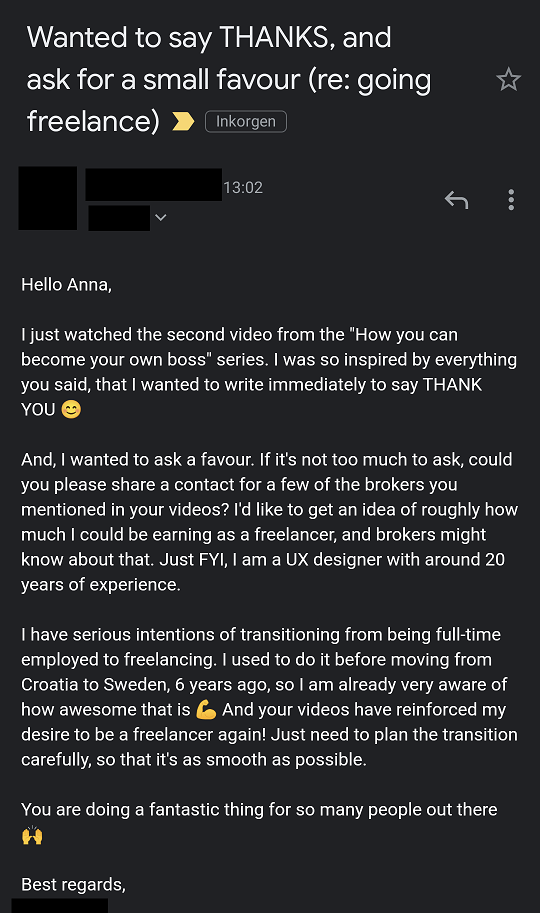 Wanted to say THANKS, and
ask for a small favour (re: going
freelance)
Inkorgen
13:02
Hello Anna,
I just watched the second video from the "How you can
become your own boss" series. I was so inspired by everything
you said, that I wanted to write immediately to say THANK
YOU 😊
And, I wanted to ask a favour. If it's not too much to ask, could
you please share a contact for a few of the brokers you
mentioned in your videos? I'd like to get an idea of roughly how
much I could be earning as a freelancer, and brokers might
know about that. Just FYI, I am a UX designer with around 20
years of experience.
I have serious intentions of transitioning from being full-time
employed to freelancing. I used to do it before moving from
Croatia to Sweden, 6 years ago, so I am already very aware of
how awesome that is 💪 And your videos have reinforced my
desire to be a freelancer again! Just need to plan the transition
carefully, so that it's as smooth as possible.
You are doing a fantastic thing for so many people out there
🙌
Best regards,